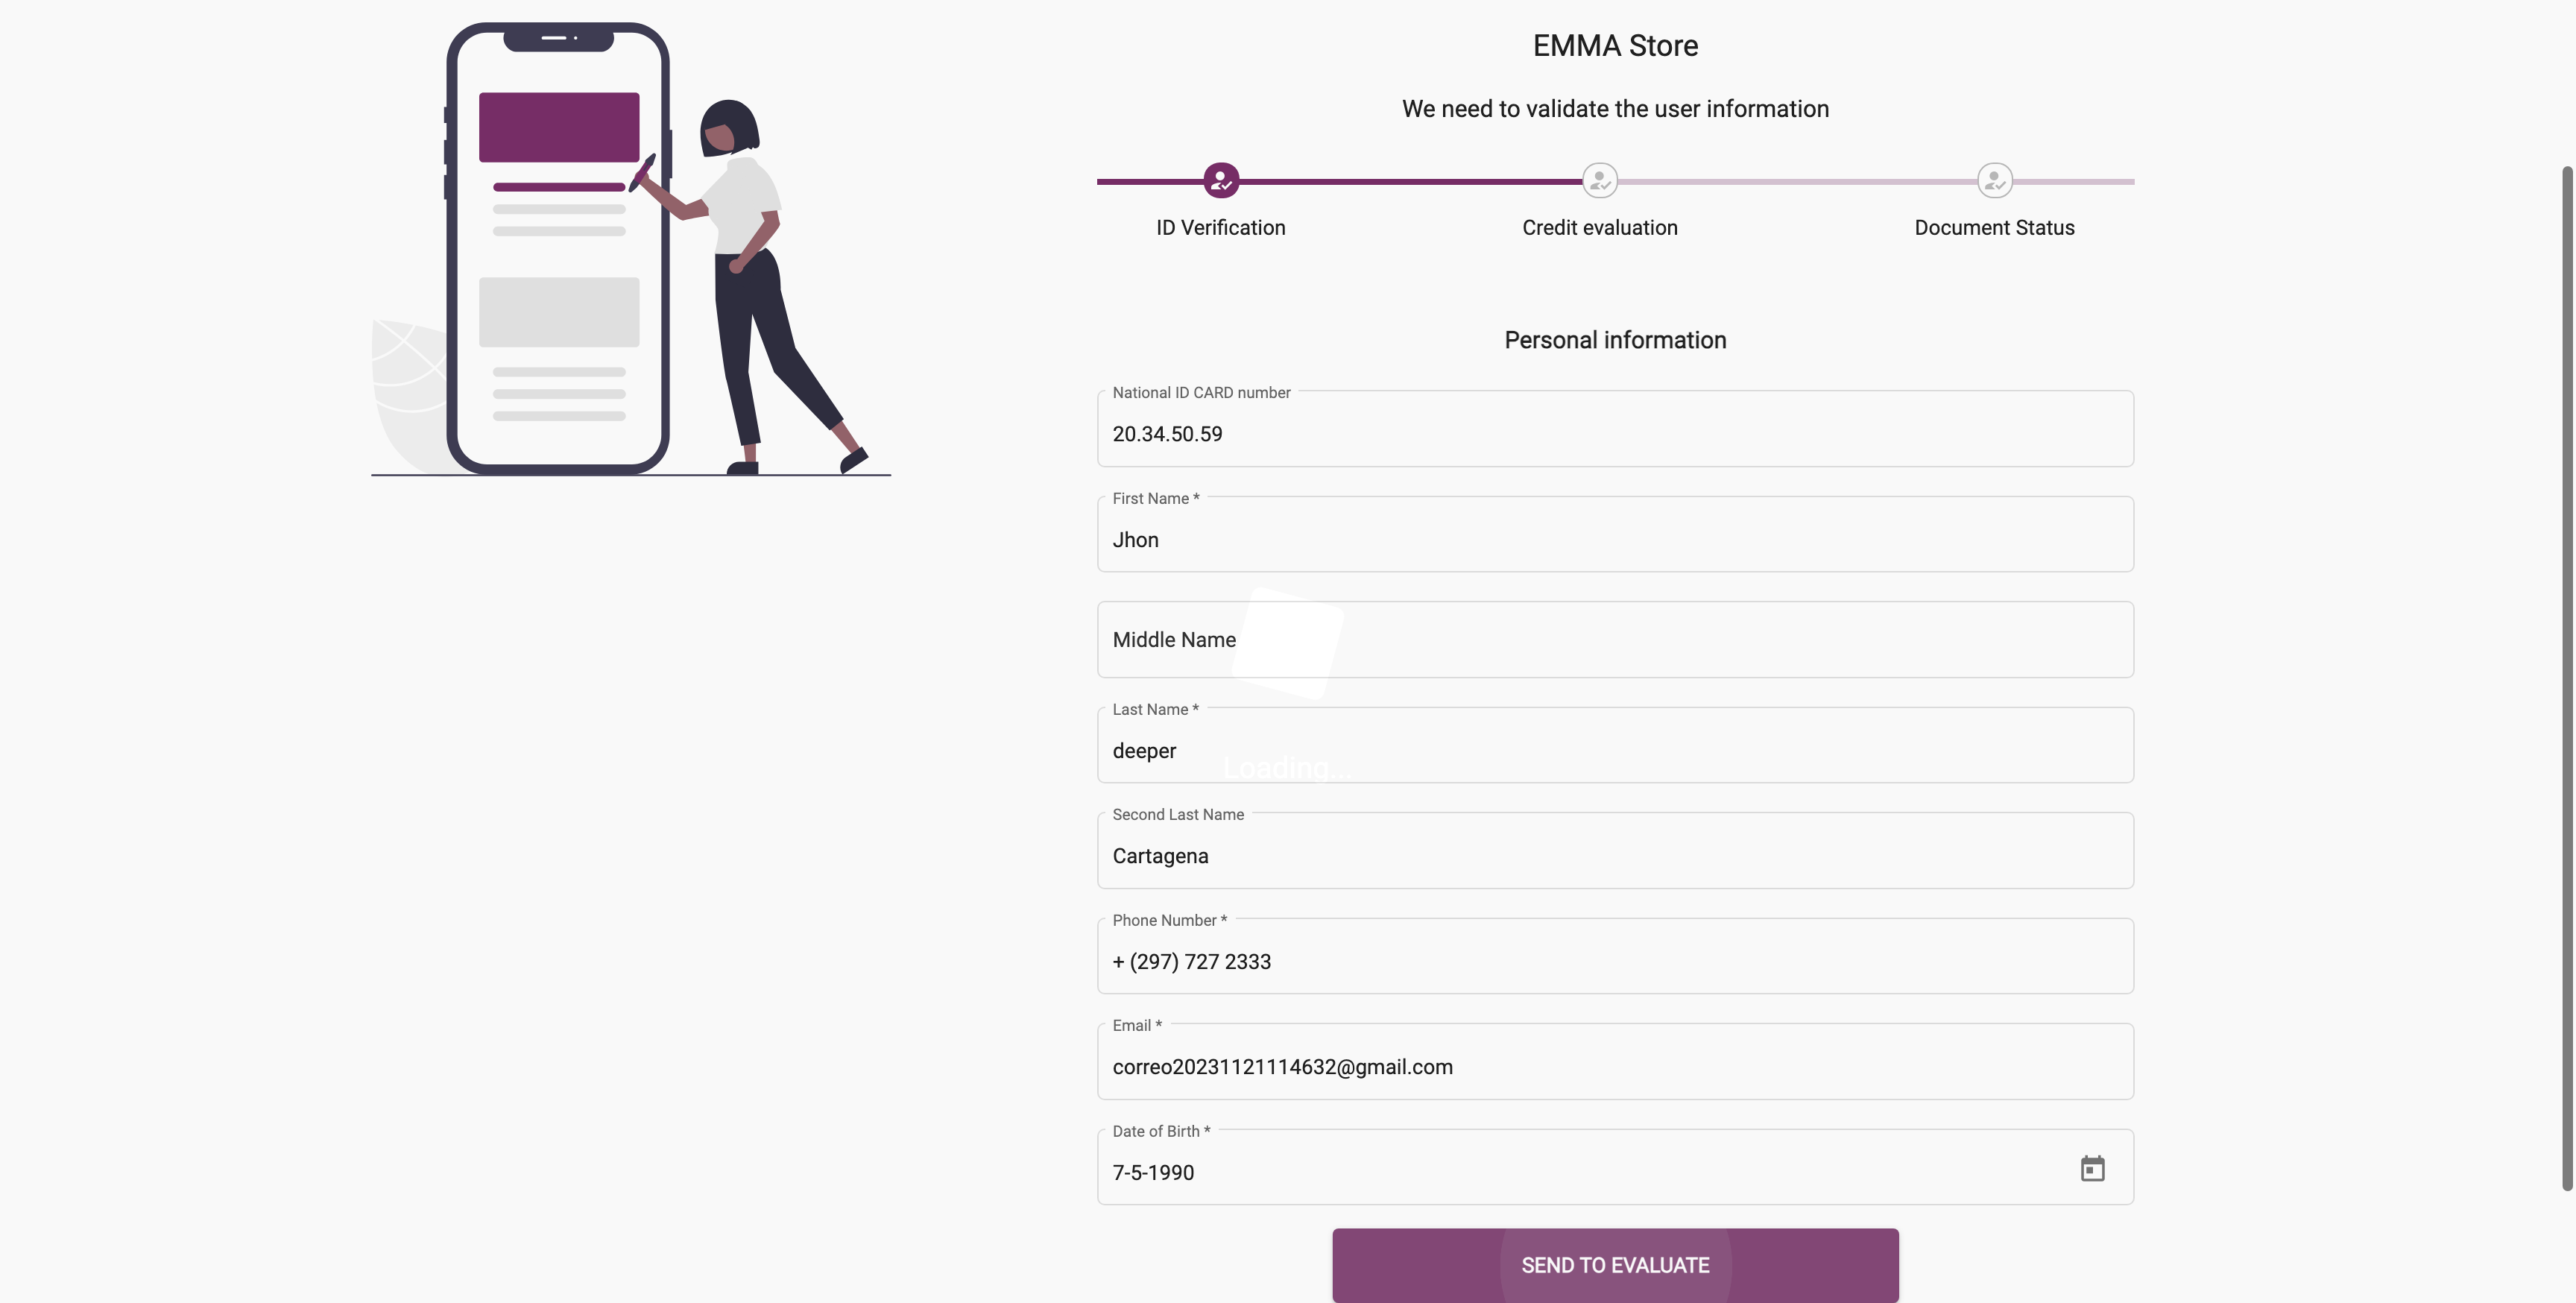 EMMA Store
We need to validate the user information
ID Verification
Credit evaluation
Document Status
Personal information
National ID CARD number
20.34.50.59
First Name *
Jhon
Middle Name
Last Name *
deeper
Loading...
Second Last Name
Cartagena
Phone Number *
+ (297) 727 2333
Email *
correo20231121114632@gmail.com
Date of Birth *
7-5-1990
SEND TO EVALUATE